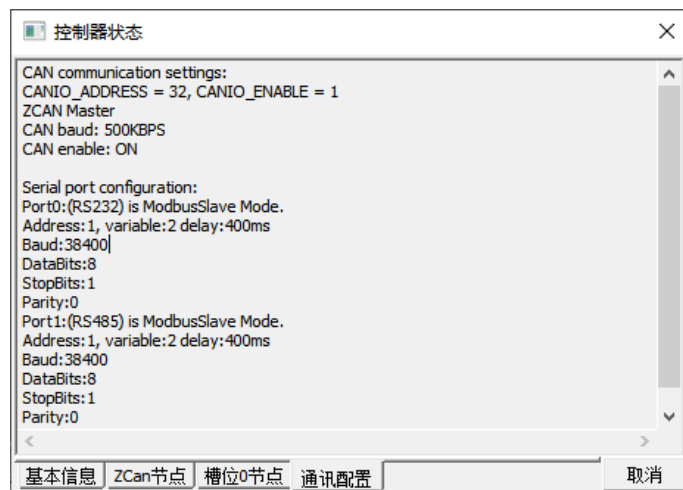 控制器状态
CAN communication settings:
CANIO_ADDRESS = 32, CANIO_ENABLE = 1
ZCAN Master
CAN baud: 500KBPS
CAN enable: ON
Serial port configuration:
Port0:(RS232) is ModbusSlave Mode.
Address:1, variable:2 delay:400ms
Baud:38400
DataBits:8
StopBits:1
Parity:0
Port1:(RS485) is ModbusSlave Mode.
Address:1, variable:2 delay:400ms
Baud:38400
DataBits:8
StopBits:1
Parity:0
基本信息 ZCan节点 槽位0节点 通讯配置 取消